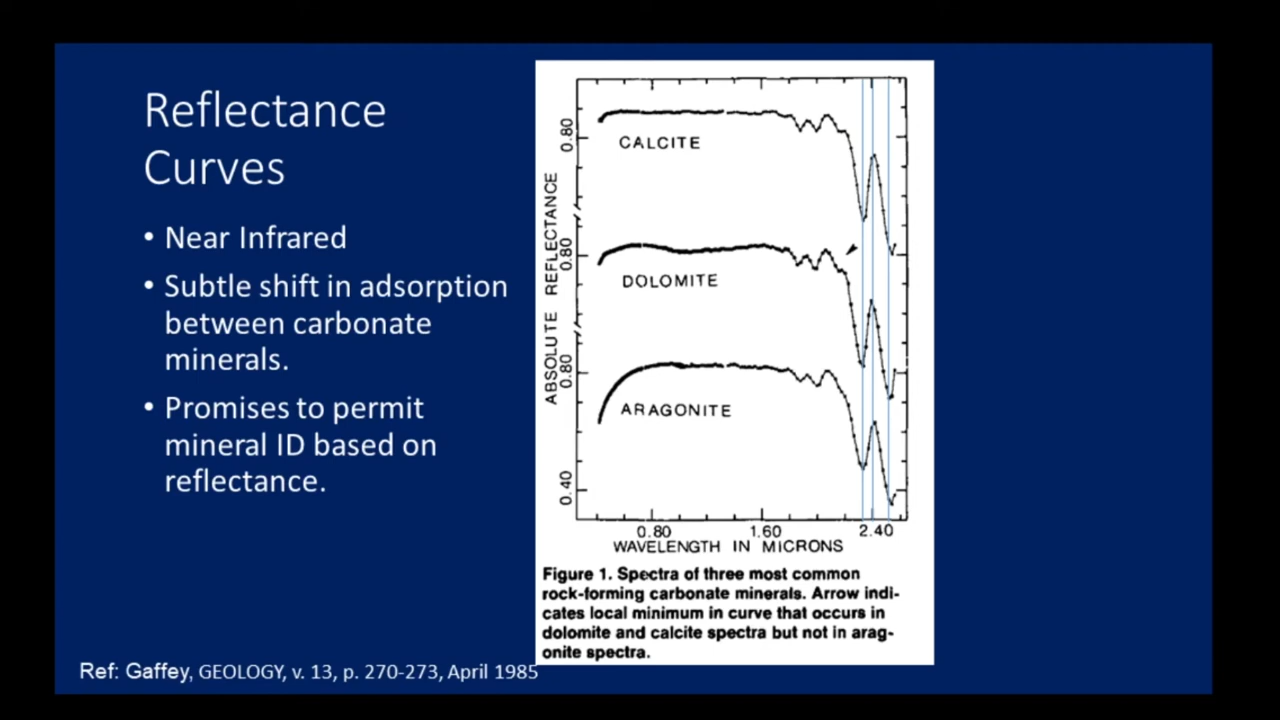 Reflectance
Curves
• Near Infrared
• Subtle shift in adsorption
between carbonate
minerals.
• Promises to permit
mineral ID based on
reflectance.
Ref: Gaffey, GEOLOGY, v. 13, p. 270-273, April 1985
ABSOLUTE REFLECTANCE
0.80
CALCITE
0.80
DOLOMITE
0.80
ARAGONITE
0.40
0.80 1.60 2.40
WAVELENGTH IN MICRONS
Figure 1. Spectra of three most common
rock-forming carbonate minerals. Arrow indi-
cates local minimum in curve that occurs in
dolomite and calcite spectra but not in arag-
onite spectra.